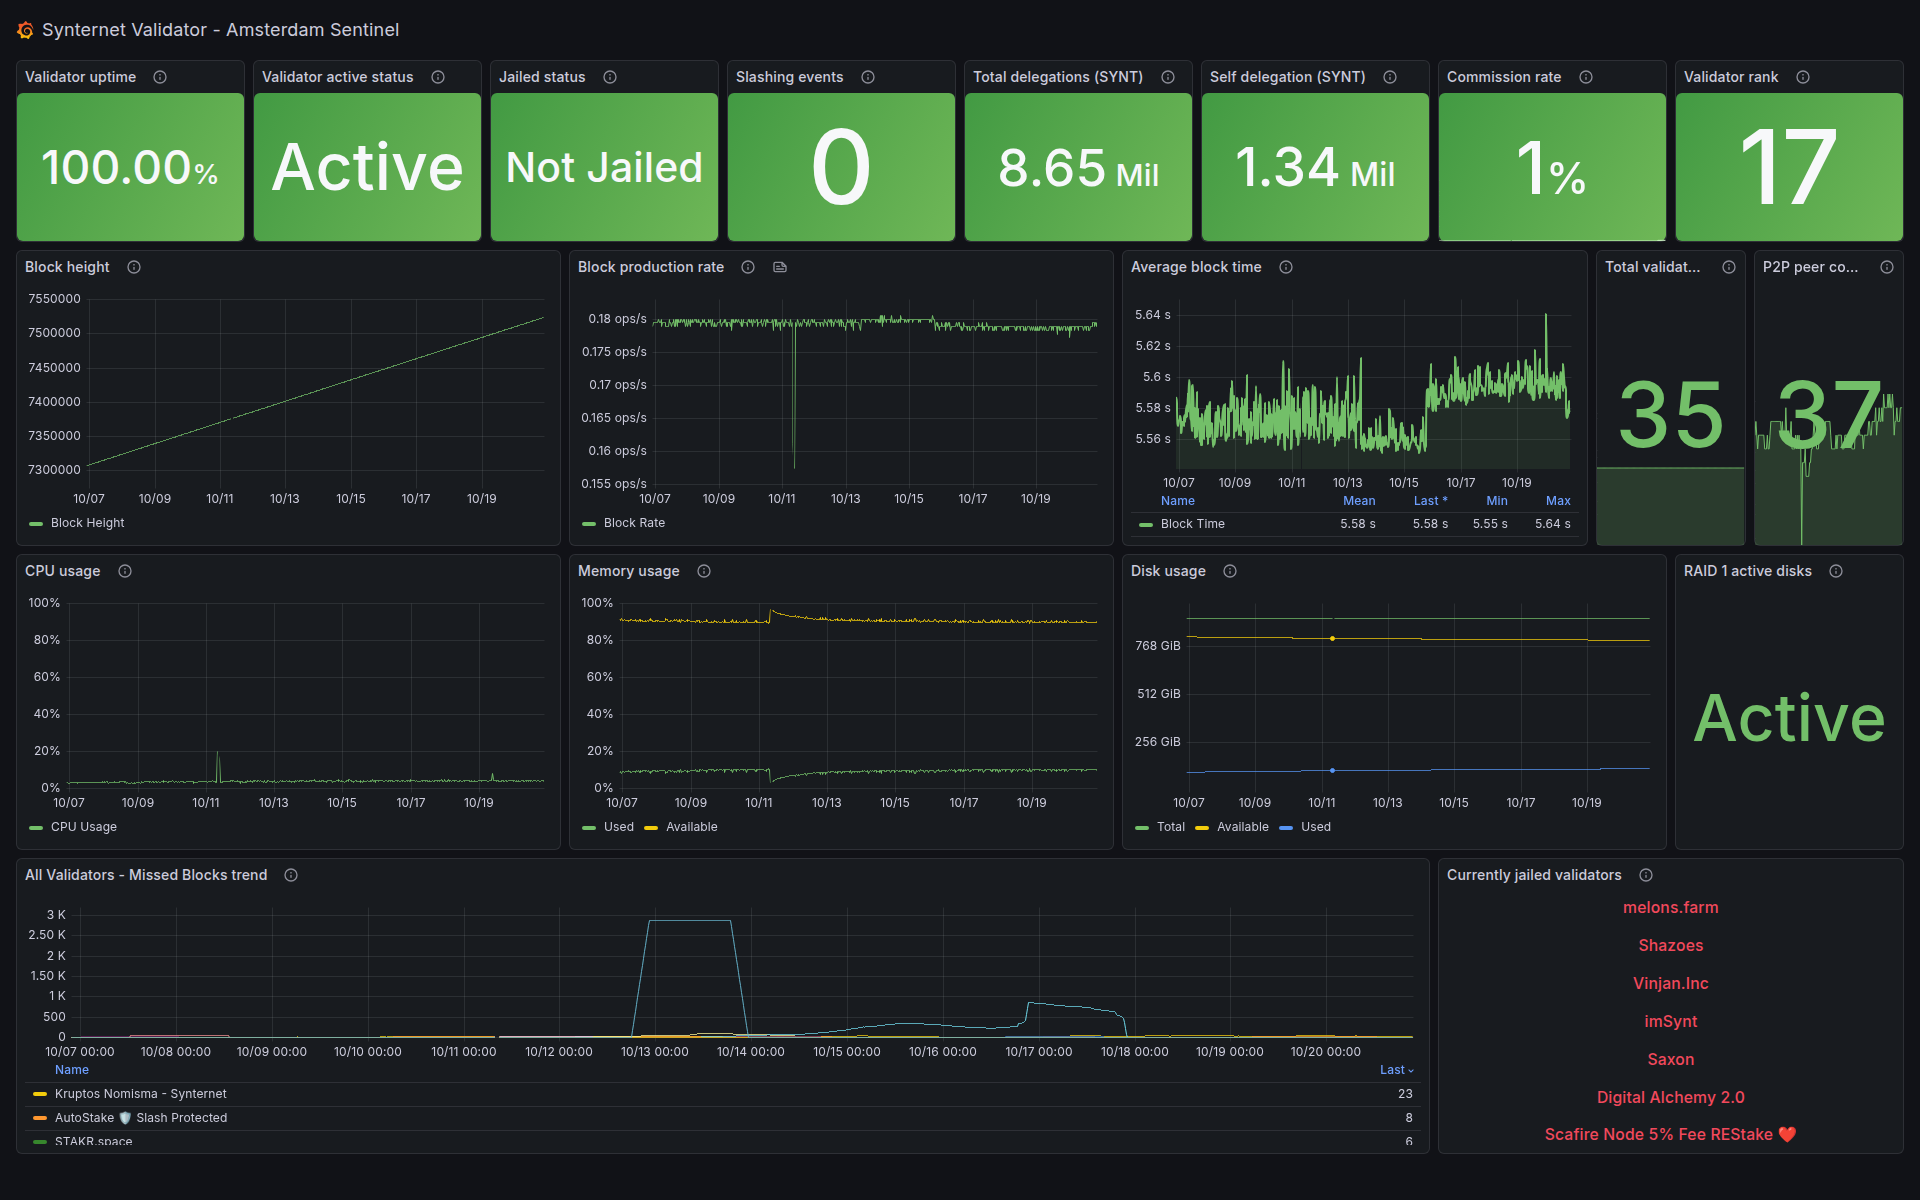 Synternet Validator - Amsterdam Sentinel
Validator uptime
Validator active status
Jailed status
Slashing events
Total delegations (SYNT)
Self delegation (SYNT)
Commission rate
Validator rank
100.00%
Active
Not Jailed
0
8.65 Mil
1.34 Mil
1%
17
Block height
7550000
7500000
7450000
7400000
7350000
7300000
10/07 10/09 10/11 10/13 10/15 10/17 10/19
Block Height
Block production rate
0.18 ops/s
0.175 ops/s
0.17 ops/s
0.165 ops/s
0.16 ops/s
0.155 ops/s
10/07 10/09 10/11 10/13 10/15 10/17 10/19
Block Rate
Average block time
5.64 s
5.62 s
5.6 s
5.58 s
5.56 s
10/07 10/09 10/11 10/13 10/15 10/17 10/19
Name Mean Last * Min Max
Block Time 5.58 s 5.58 s 5.55 s 5.64 s
Total validat...
35
P2P peer co...
37
CPU usage
100%
80%
60%
40%
20%
0%
10/07 10/09 10/11 10/13 10/15 10/17 10/19
CPU Usage
Memory usage
100%
80%
60%
40%
20%
0%
10/07 10/09 10/11 10/13 10/15 10/17 10/19
Used Available
Disk usage
768 GiB
512 GiB
256 GiB
10/07 10/09 10/11 10/13 10/15 10/17 10/19
Total Available Used
RAID 1 active disks
Active
All Validators - Missed Blocks trend
3 K
2.50 K
2 K
1.50 K
1 K
500
0
10/07 00:00 10/08 00:00 10/09 00:00 10/10 00:00 10/11 00:00 10/12 00:00 10/13 00:00 10/14 00:00 10/15 00:00 10/16 00:00 10/17 00:00 10/18 00:00 10/19 00:00 10/20 00:00
Name Last
Kruptos Nomisma - Synternet 23
AutoStake 🛡️ Slash Protected 8
STAKR.space 6
Currently jailed validators
melons.farm
Shazoes
Vinjan.Inc
imSynt
Saxon
Digital Alchemy 2.0
Scafire Node 5% Fee REStake ❤️